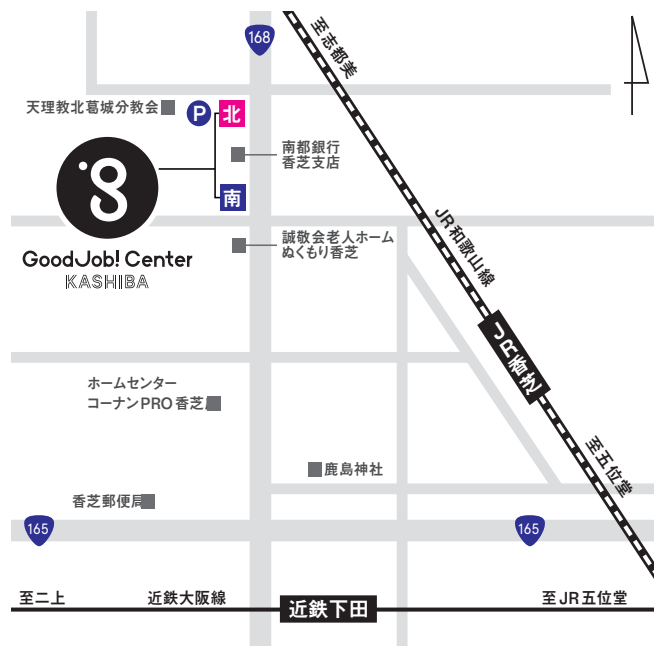 168
至志都美
天理教北葛城分教会
P
北
南都銀行
香芝支店
南
JR和歌山線
誠敬会老人ホーム
ぬくもり香芝
GoodJob! Center
KASHIBA
JR香芝
ホームセンター
コーナンPRO香芝店
至五位堂
鹿島神社
香芝郵便局
165
165
至二上
近鉄大阪線
近鉄下田
至JR五位堂